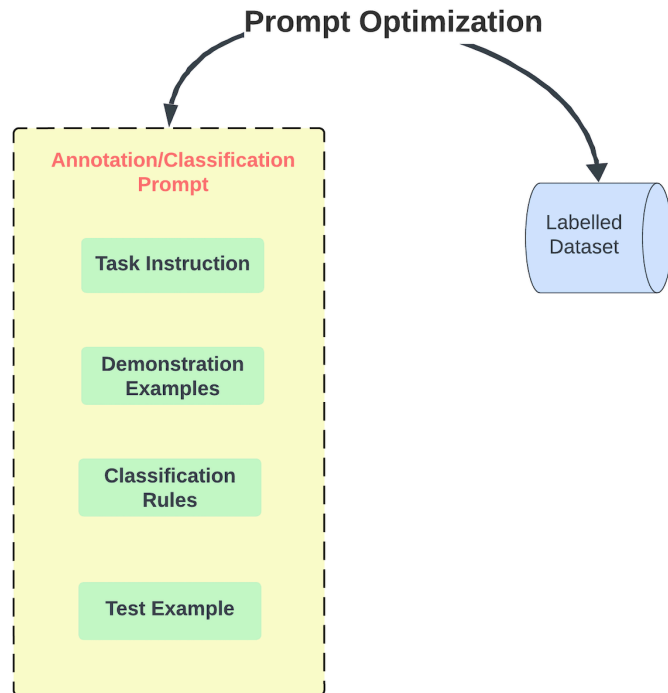 Prompt Optimization
Annotation/Classification
Prompt
Task Instruction
Demonstration
Examples
Classification
Rules
Test Example
Labelled
Dataset